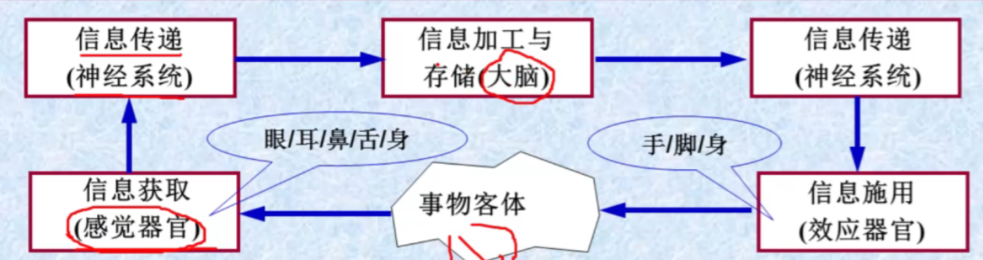 信息传递
(神经系统)
信息加工与
存储(大脑)
信息传递
(神经系统)
眼/耳/鼻/舌/身
手/脚/身
信息获取
(感觉器官)
事物客体
信息施用
(效应器官)